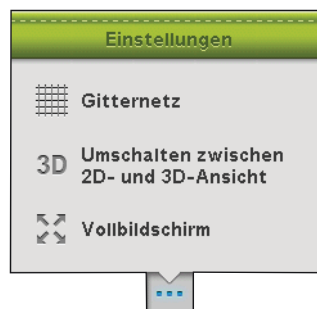 Einstellungen
Gitternetz
3D
Umschalten zwischen
2D- und 3D-Ansicht
Vollbildschirm